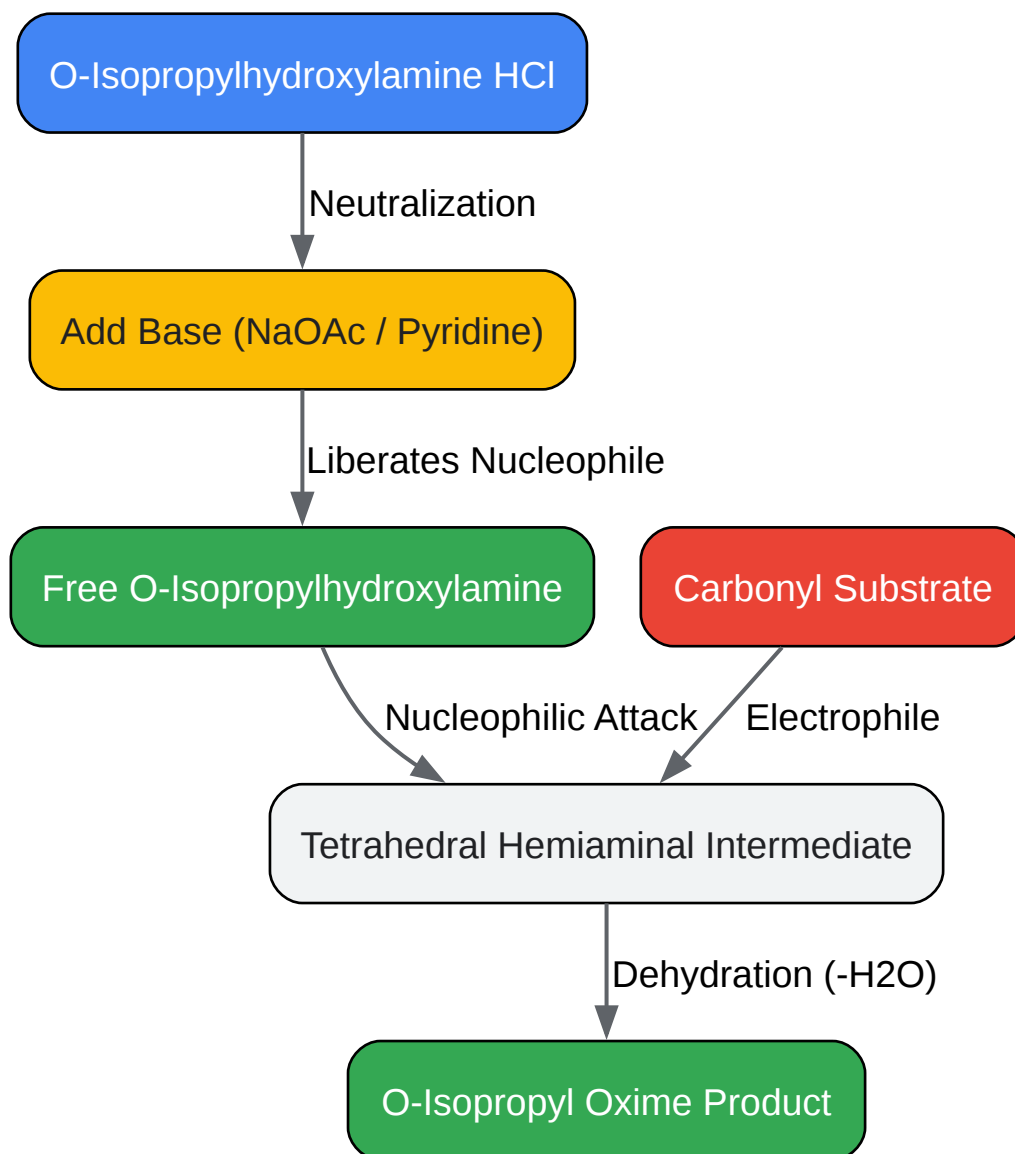 O-Isopropylhydroxylamine HCl
Neutralization
Add Base (NaOAc / Pyridine)
Liberates Nucleophile
Free O-Isopropylhydroxylamine
Carbonyl Substrate
Nucleophilic Attack
Electrophile
Tetrahedral Hemiaminal Intermediate
Dehydration (-H2O)
O-Isopropyl Oxime Product